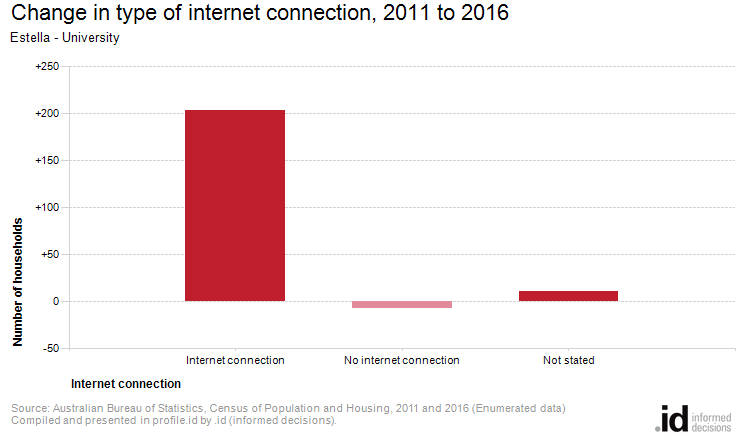 Change in type of internet connection, 2011 to 2016
Estella - University
Number of households
+250
+200
+150
+100
+50
0
-50
Internet connection
No internet connection
Not stated
Internet connection
Source: Australian Bureau of Statistics, Census of Population and Housing, 2011 and 2016 (Enumerated data)
Compiled and presented in profile.id by .id (informed decisions).
.id informed
decisions